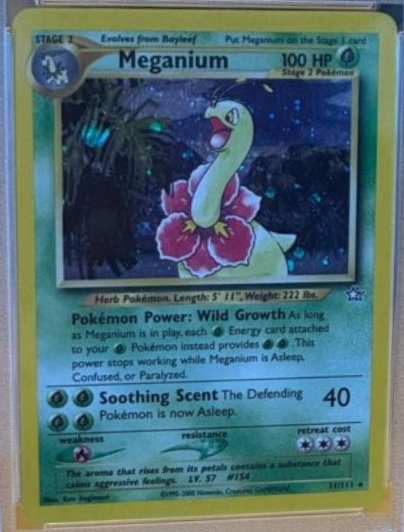 STAGE 2 Evolves from Bayleef Put Meganium on the Stage 1 card
Meganium 100 HP
Stage 2 Pokémon
Herb Pokémon. Length: 5' 11", Weight: 222 lbs.
Pokémon Power: Wild Growth As long
as Meganium is in play, each Energy card attached
to your Pokémon instead provides . This
power stops working while Meganium is Asleep,
Confused, or Paralyzed.
Soothing Scent The Defending 40
Pokémon is now Asleep.
weakness resistance retreat cost
The aroma that rises from its petals contains a substance that
calms aggressive feelings. LV. 57 #154
Illus. Ken Sugimori ©1995-2000 Nintendo, Creatures, GAMEFREAK. 11/111